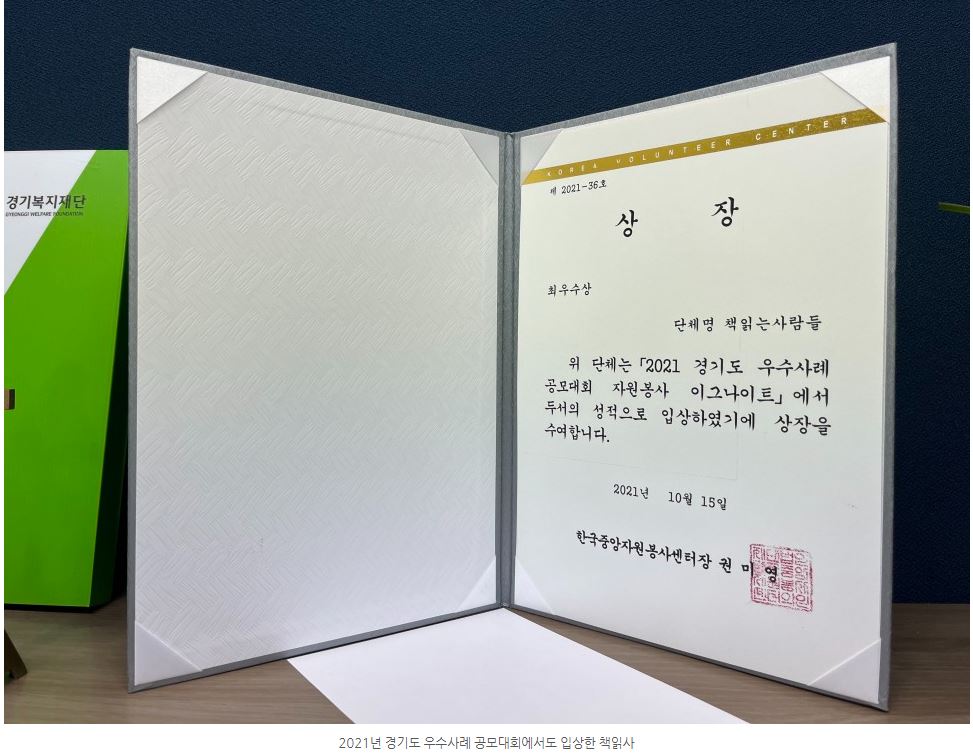 경기복지재단
GYEONGGI WELFARE FOUNDATION
KOREA VOLUNTEER CENTER
제 2021-36호
상 장
최우수상
단체명 책읽는사람들
위 단체는 「2021 경기도 우수사례
공모대회 자원봉사 이그나이트」에서
두서의 성적으로 입상하였기에 상장을
수여합니다.
2021년 10월 15일
한국중앙자원봉사센터장 권미영
2021년 경기도 우수사례 공모대회에서도 입상한 책읽사